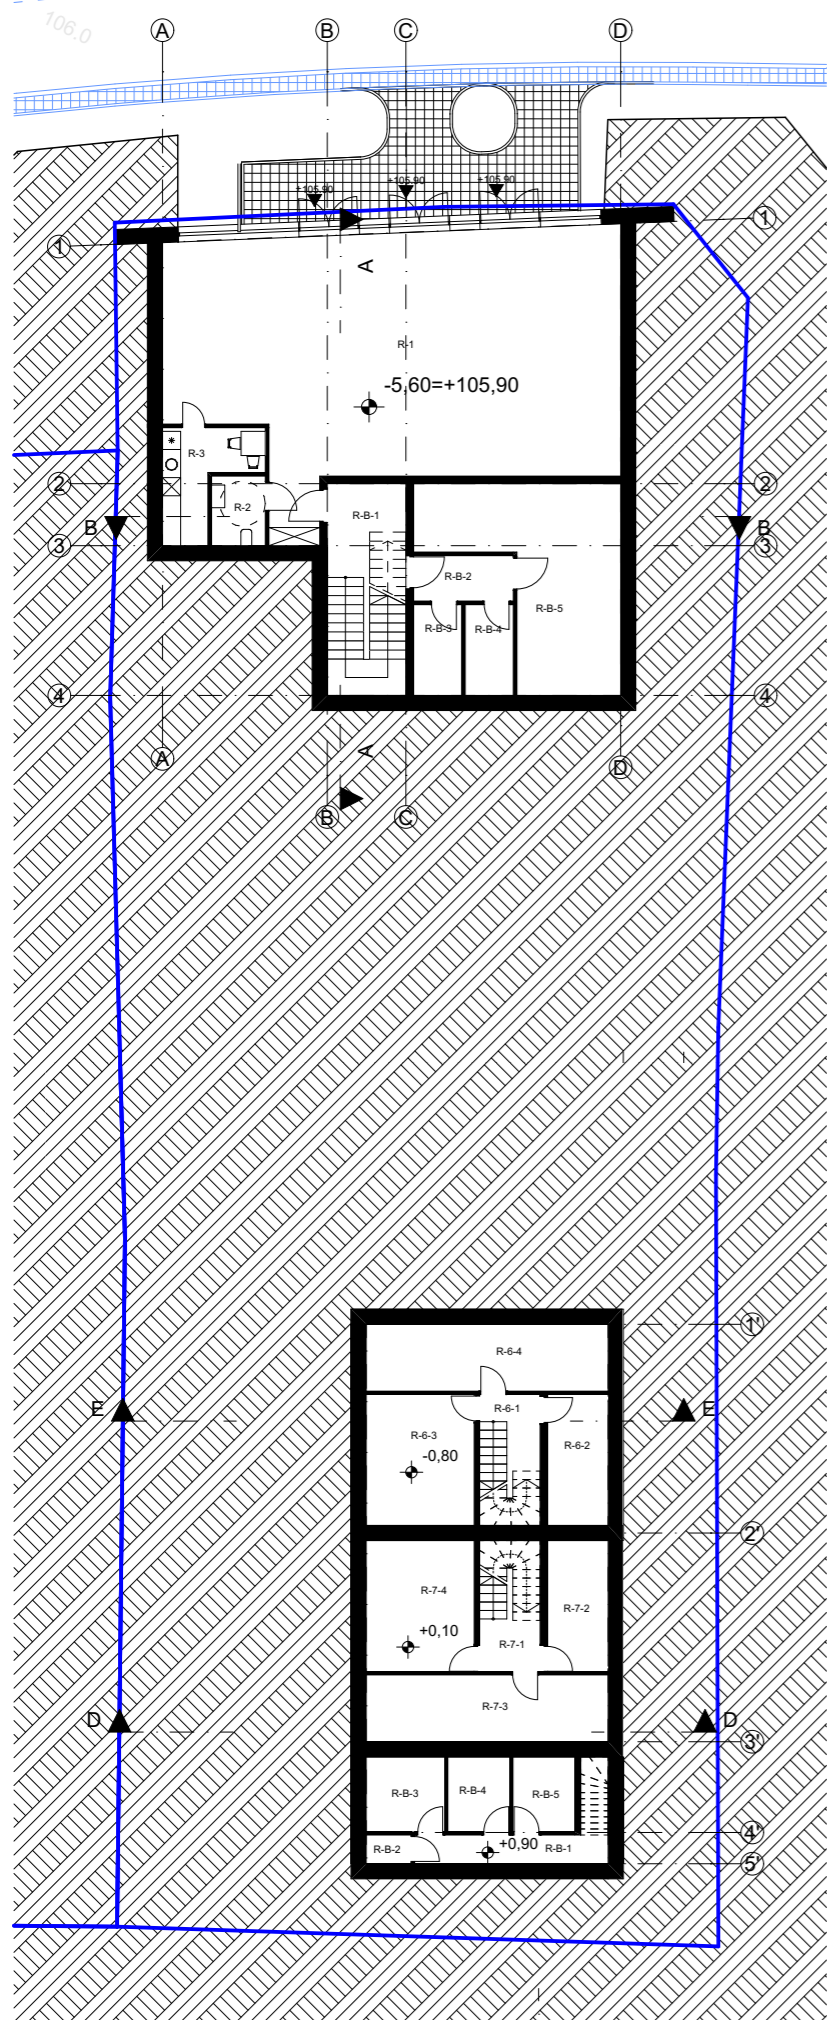 106.0
A B C D
+105,90 +105,90 +105,90
1
1
A
R-1
-5,60=+105,90
R-3
2 2
R-2
R-B-1
B B
3 3
R-B-2
R-B-5
R-B-3 R-B-4
4 4
A
A
D
B C
1'
R-6-4
E E
R-6-1
R-6-3
R-6-2
-0,80
2'
R-7-4
R-7-2
+0,10
R-7-1
R-7-3
D D
3'
R-B-3 R-B-4 R-B-5
4'
+0,90
R-B-2 R-B-1
5'